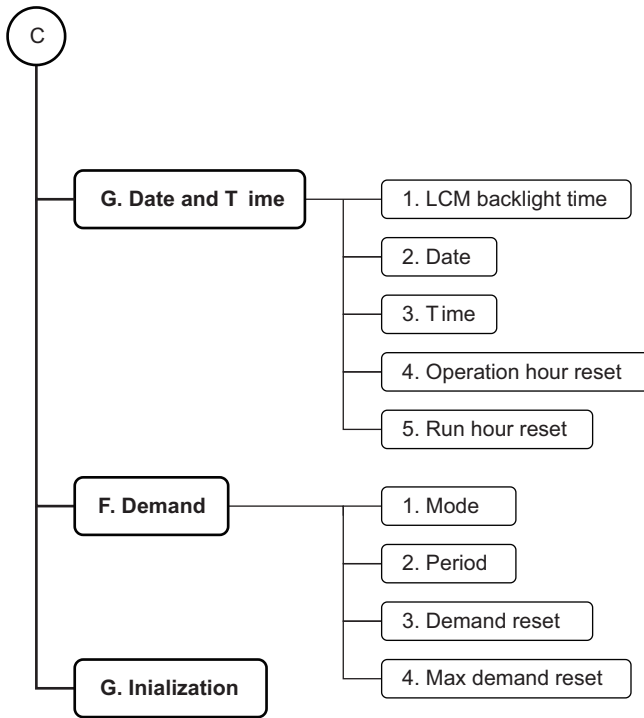 C
G. Date and T ime
1. LCM backlight time
2. Date
3. Time
4. Operation hour reset
5. Run hour reset
F. Demand
1. Mode
2. Period
3. Demand reset
4. Max demand reset
G. Inialization